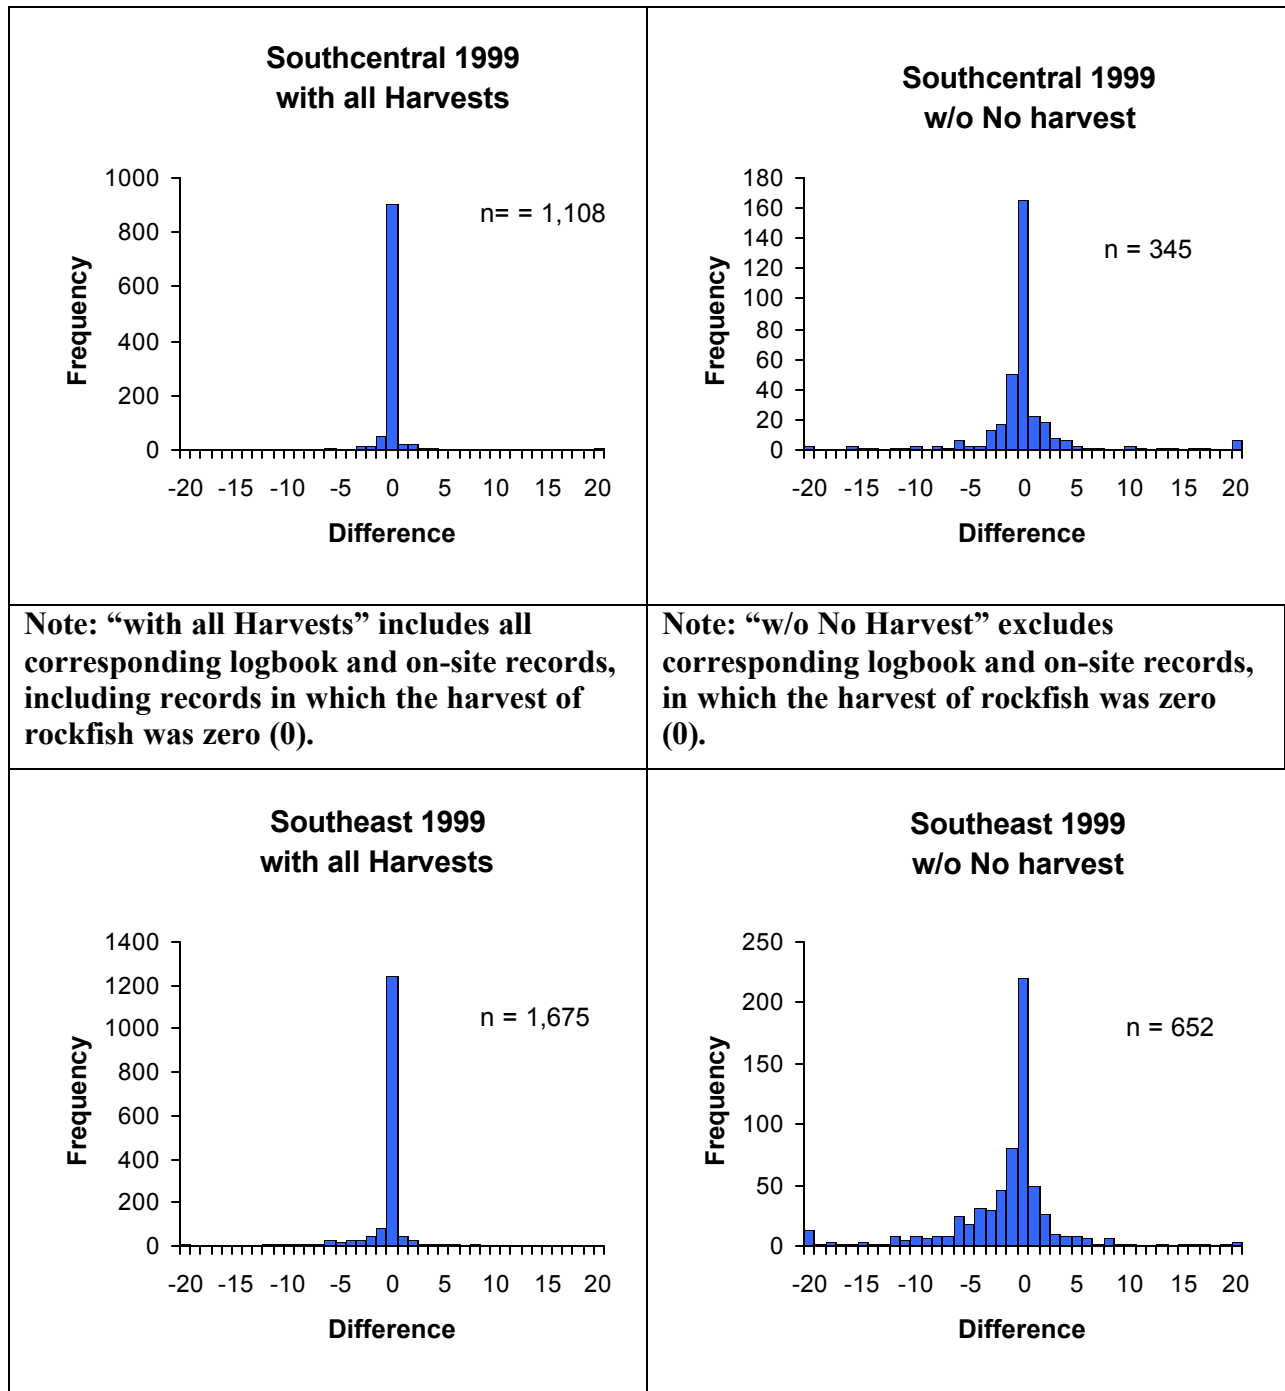 Southcentral 1999
with all Harvests
1000
800
600
400
200
0
n= = 1,108
Frequency
-20 -15 -10 -5 0 5 10 15 20
Difference
Southcentral 1999
w/o No harvest
180
160
140
120
100
80
60
40
20
0
n = 345
Frequency
-20 -15 -10 -5 0 5 10 15 20
Difference
Note: “with all Harvests” includes all
corresponding logbook and on-site records,
including records in which the harvest of
rockfish was zero (0).
Note: “w/o No Harvest” excludes
corresponding logbook and on-site records,
in which the harvest of rockfish was zero
(0).
Southeast 1999
with all Harvests
1400
1200
1000
800
600
400
200
0
n = 1,675
Frequency
-20 -15 -10 -5 0 5 10 15 20
Difference
Southeast 1999
w/o No harvest
250
200
150
100
50
0
n = 652
Frequency
-20 -15 -10 -5 0 5 10 15 20
Difference